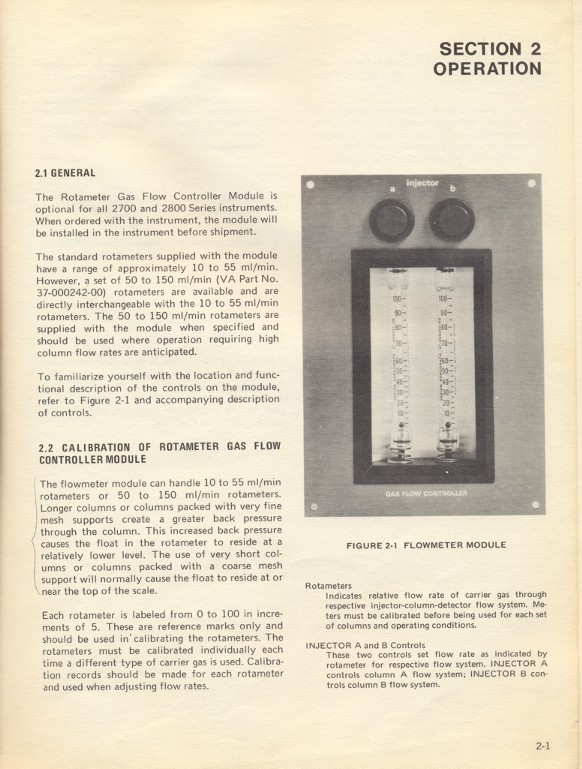 SECTION 2
OPERATION
2.1 GENERAL
The Rotameter Gas Flow Controller Module is
optional for all 2700 and 2800 Series instruments.
When ordered with the instrument, the module will
be installed in the instrument before shipment.
The standard rotameters supplied with the module
have a range of approximately 10 to 55 ml/min.
However, a set of 50 to 150 ml/min (VA Part No.
37-000242-00) rotameters are available and are
directly interchangeable with the 10 to 55 ml/min
rotameters. The 50 to 150 ml/min rotameters are
supplied with the module when specified and
should be used where operation requiring high
column flow rates are anticipated.
To familiarize yourself with the location and func-
tional description of the controls on the module,
refer to Figure 2-1 and accompanying description
of controls.
2.2 CALIBRATION OF ROTAMETER GAS FLOW
CONTROLLER MODULE
The flowmeter module can handle 10 to 55 ml/min
rotameters or 50 to 150 ml/min rotameters.
Longer columns or columns packed with very fine
mesh supports create a greater back pressure
through the column. This increased back pressure
causes the float in the rotameter to reside at a
relatively lower level. The use of very short col-
umns or columns packed with a coarse mesh
support will normally cause the float to reside at or
near the top of the scale.
Each rotameter is labeled from 0 to 100 in incre-
ments of 5. These are reference marks only and
should be used in calibrating the rotameters. The
rotameters must be calibrated individually each
time a different type of carrier gas is used. Calibra-
tion records should be made for each rotameter
and used when adjusting flow rates.
injector
a b
100 100
90 90
80 80
10 10
GAS FLOW CONTROLLER
FIGURE 2-1 FLOWMETER MODULE
Rotameters
Indicates relative flow rate of carrier gas through
respective injector-column-detector flow system. Me-
ters must be calibrated before being used for each set
of columns and operating conditions.
INJECTOR A and B Controls
These two controls set flow rate as indicated by
rotameter for respective flow system. INJECTOR A
controls column A flow system; INJECTOR B con-
trols column B flow system.
2-1